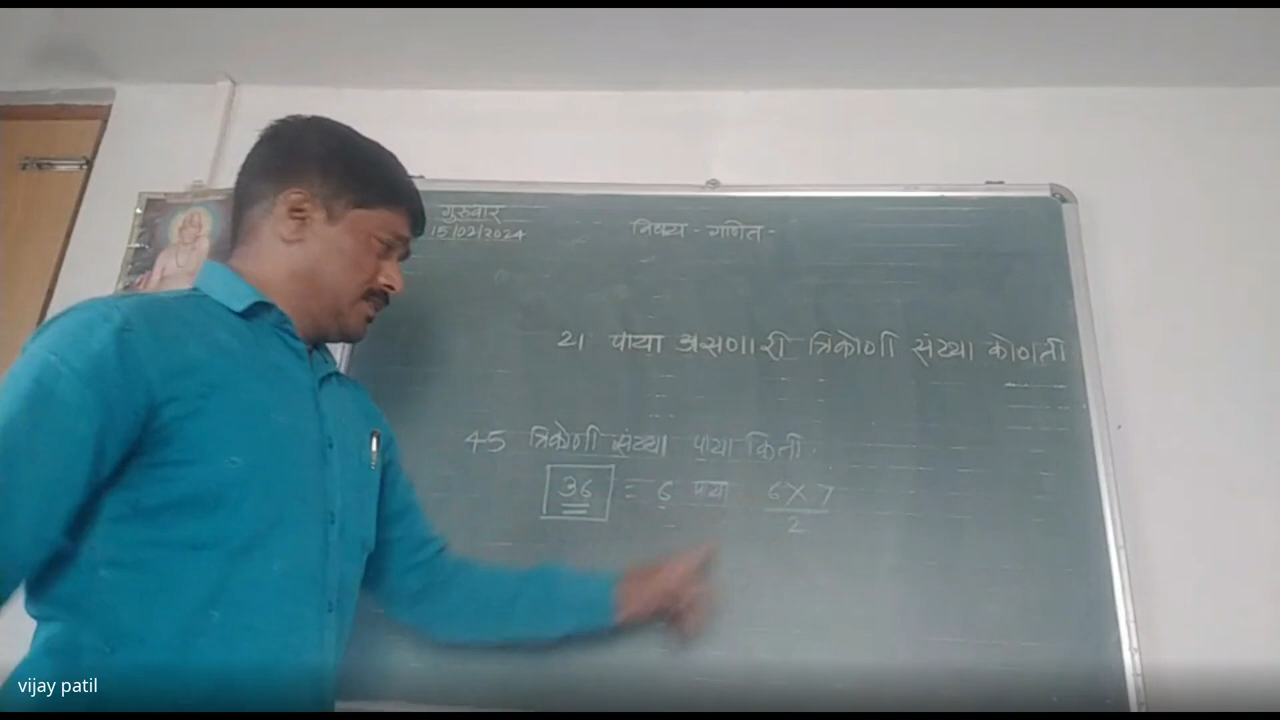 गुरुवार
15/02/2024
विषय - गणित -
21 पाया असणारी त्रिकोणी संख्या कोणती
45 त्रिकोणी संख्या पाया किती.
36 = 6 पाया 6 X 7
2
vijay patil